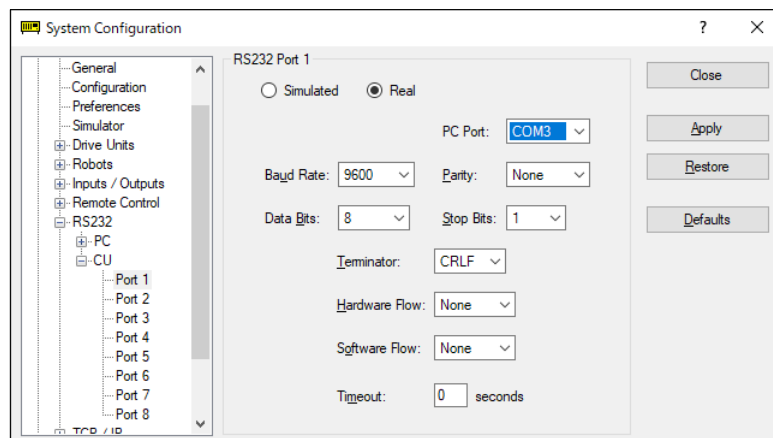 System Configuration
?
General
Configuration
Preferences
Simulator
Drive Units
Robots
Inputs / Outputs
Remote Control
RS232
PC
CU
Port 1
Port 2
Port 3
Port 4
Port 5
Port 6
Port 7
Port 8
TCP / IP
RS232 Port 1
Simulated
Real
PC Port: COM3
Baud Rate: 9600
Parity: None
Data Bits: 8
Stop Bits: 1
Terminator: CRLF
Hardware Flow: None
Software Flow: None
Timeout: 0 seconds
Close
Apply
Restore
Defaults